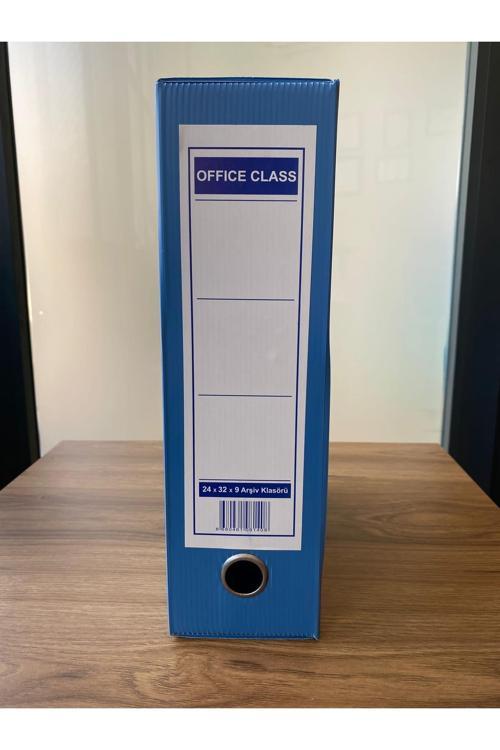 OFFICE CLASS
24 x 32 x 9 Arşiv Klasörü